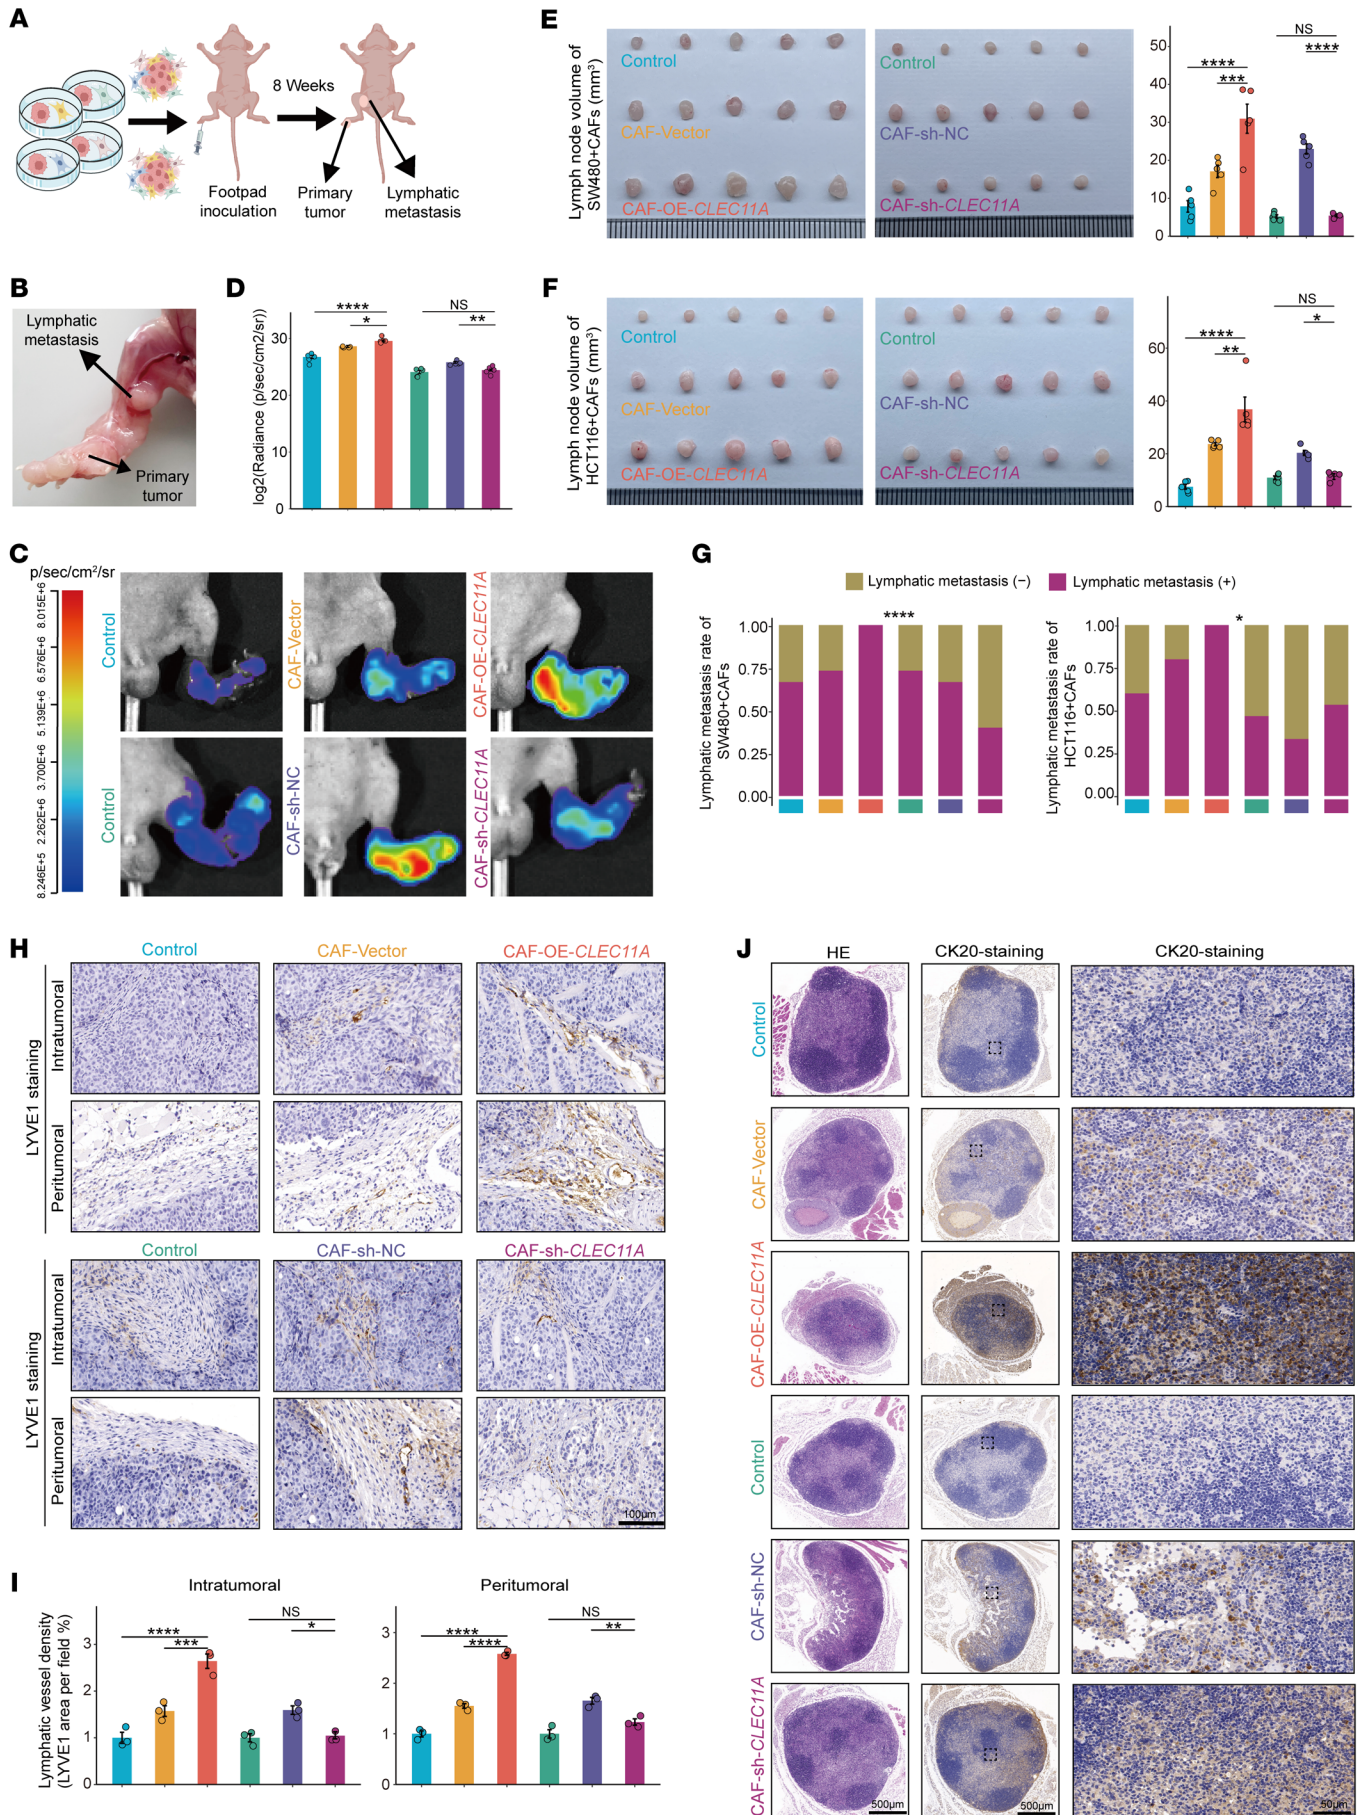 A
8 Weeks
Footpad
inoculation
Primary
tumor
Lymphatic
metastasis
B
Lymphatic
metastasis
Primary
tumor
D
log2(Radiance (p/sec/cm2/sr))
30
20
10
0
****
*
NS
**
C
p/sec/cm²/sr
8.015E+6
6.576E+6
5.139E+6
3.700E+6
2.262E+6
8.246E+5
Control
CAF-Vector
CAF-OE-CLEC11A
Control
CAF-sh-NC
CAF-sh-CLEC11A
E
Lymph node volume of
SW480+CAFs (mm³)
Control
CAF-Vector
CAF-OE-CLEC11A
Control
CAF-sh-NC
CAF-sh-CLEC11A
50
40
30
20
10
0
****
***
NS
****
F
Lymph node volume of
HCT116+CAFs (mm³)
Control
CAF-Vector
CAF-OE-CLEC11A
Control
CAF-sh-NC
CAF-sh-CLEC11A
60
40
20
0
****
**
NS
*
G
Lymphatic metastasis (−)
Lymphatic metastasis (+)
Lymphatic metastasis rate of
SW480+CAFs
1.00
0.75
0.50
0.25
0.00
****
Lymphatic metastasis rate of
HCT116+CAFs
1.00
0.75
0.50
0.25
0.00
*
H
Control
CAF-Vector
CAF-OE-CLEC11A
LYVE1 staining
Intratumoral
Peritumoral
Control
CAF-sh-NC
CAF-sh-CLEC11A
LYVE1 staining
Intratumoral
Peritumoral
100μm
I
Lymphatic vessel density
(LYVE1 area per field %)
Intratumoral
3
2
1
0
****
***
NS
*
Peritumoral
3
2
1
0
****
****
NS
**
J
HE
CK20-staining
CK20-staining
Control
CAF-Vector
CAF-OE-CLEC11A
Control
CAF-sh-NC
CAF-sh-CLEC11A
500μm
500μm
50μm